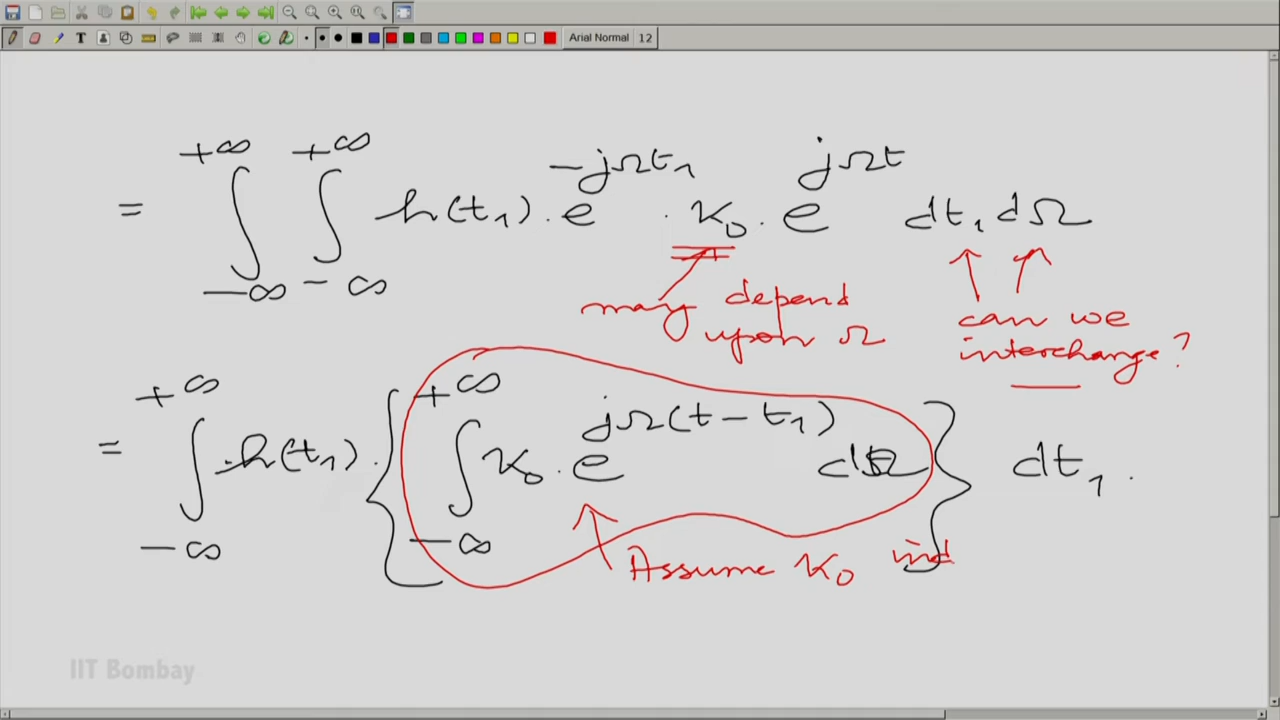 Arial Normal 12
= ∫_{-∞}^{+∞} ∫_{-∞}^{+∞} h(t₁) · e^{-jΩt₁} · K₀ · e^{jΩt} dt₁ dΩ
may depend upon Ω
can we interchange?
= ∫_{-∞}^{+∞} h(t₁) · { ∫_{-∞}^{+∞} K₀ · e^{jΩ(t-t₁)} dΩ } dt₁ .
Assume K₀ ind
IIT Bombay